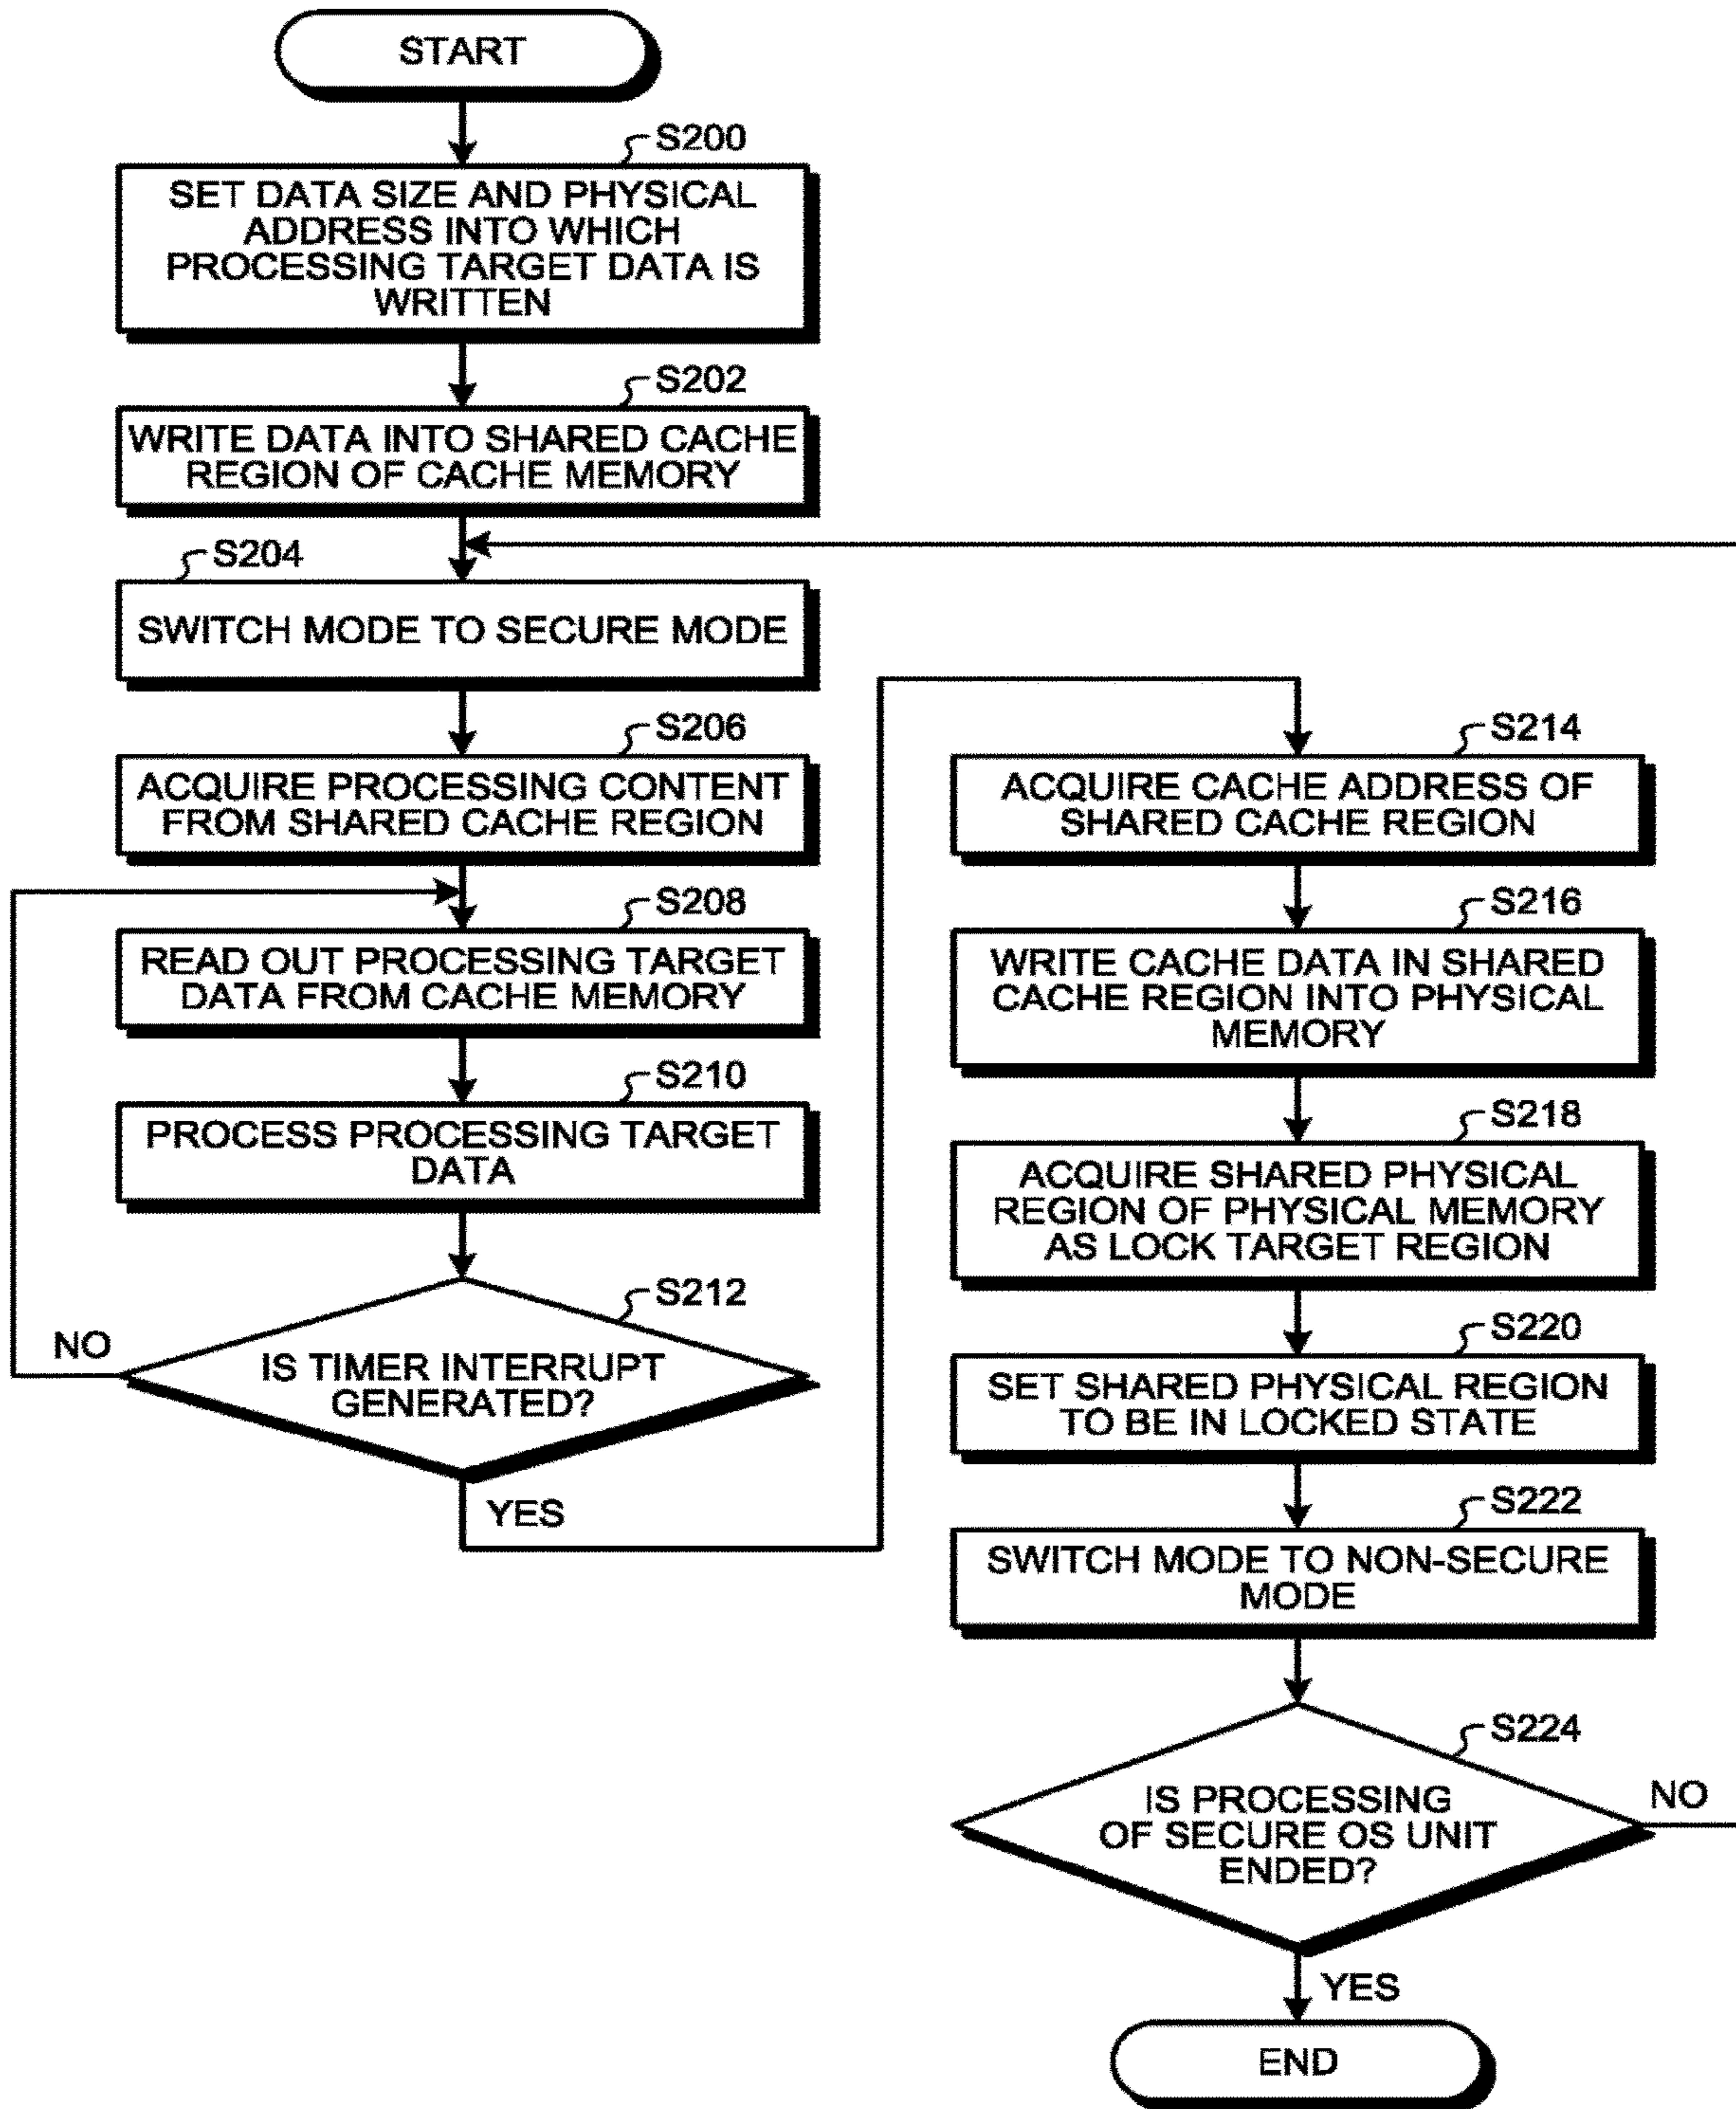 START
S200
SET DATA SIZE AND PHYSICAL
ADDRESS INTO WHICH
PROCESSING TARGET DATA IS
WRITTEN
S202
WRITE DATA INTO SHARED CACHE
REGION OF CACHE MEMORY
S204
SWITCH MODE TO SECURE MODE
S206
ACQUIRE PROCESSING CONTENT
FROM SHARED CACHE REGION
S208
READ OUT PROCESSING TARGET
DATA FROM CACHE MEMORY
S210
PROCESS PROCESSING TARGET
DATA
S212
IS TIMER INTERRUPT
GENERATED?
NO
YES
S214
ACQUIRE CACHE ADDRESS OF
SHARED CACHE REGION
S216
WRITE CACHE DATA IN SHARED
CACHE REGION INTO PHYSICAL
MEMORY
S218
ACQUIRE SHARED PHYSICAL
REGION OF PHYSICAL MEMORY
AS LOCK TARGET REGION
S220
SET SHARED PHYSICAL REGION
TO BE IN LOCKED STATE
S222
SWITCH MODE TO NON-SECURE
MODE
S224
IS PROCESSING
OF SECURE OS UNIT
ENDED?
NO
YES
END